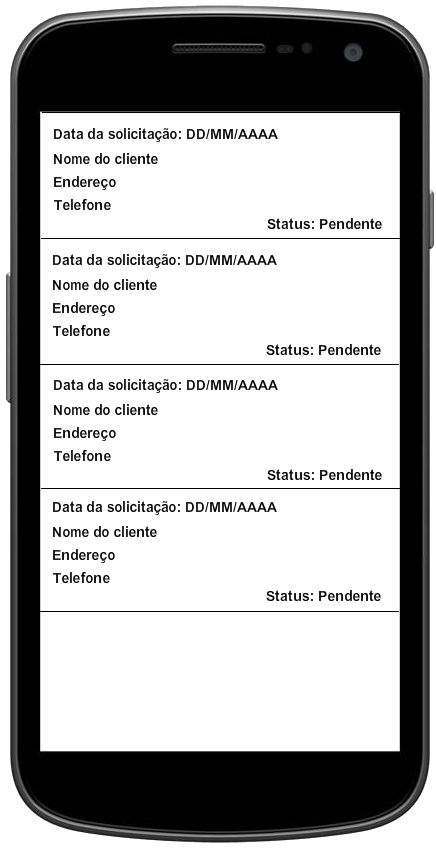 Data da solicitação: DD/MM/AAAA
Nome do cliente
Endereço
Telefone
Status: Pendente
Data da solicitação: DD/MM/AAAA
Nome do cliente
Endereço
Telefone
Status: Pendente
Data da solicitação: DD/MM/AAAA
Nome do cliente
Endereço
Telefone
Status: Pendente
Data da solicitação: DD/MM/AAAA
Nome do cliente
Endereço
Telefone
Status: Pendente